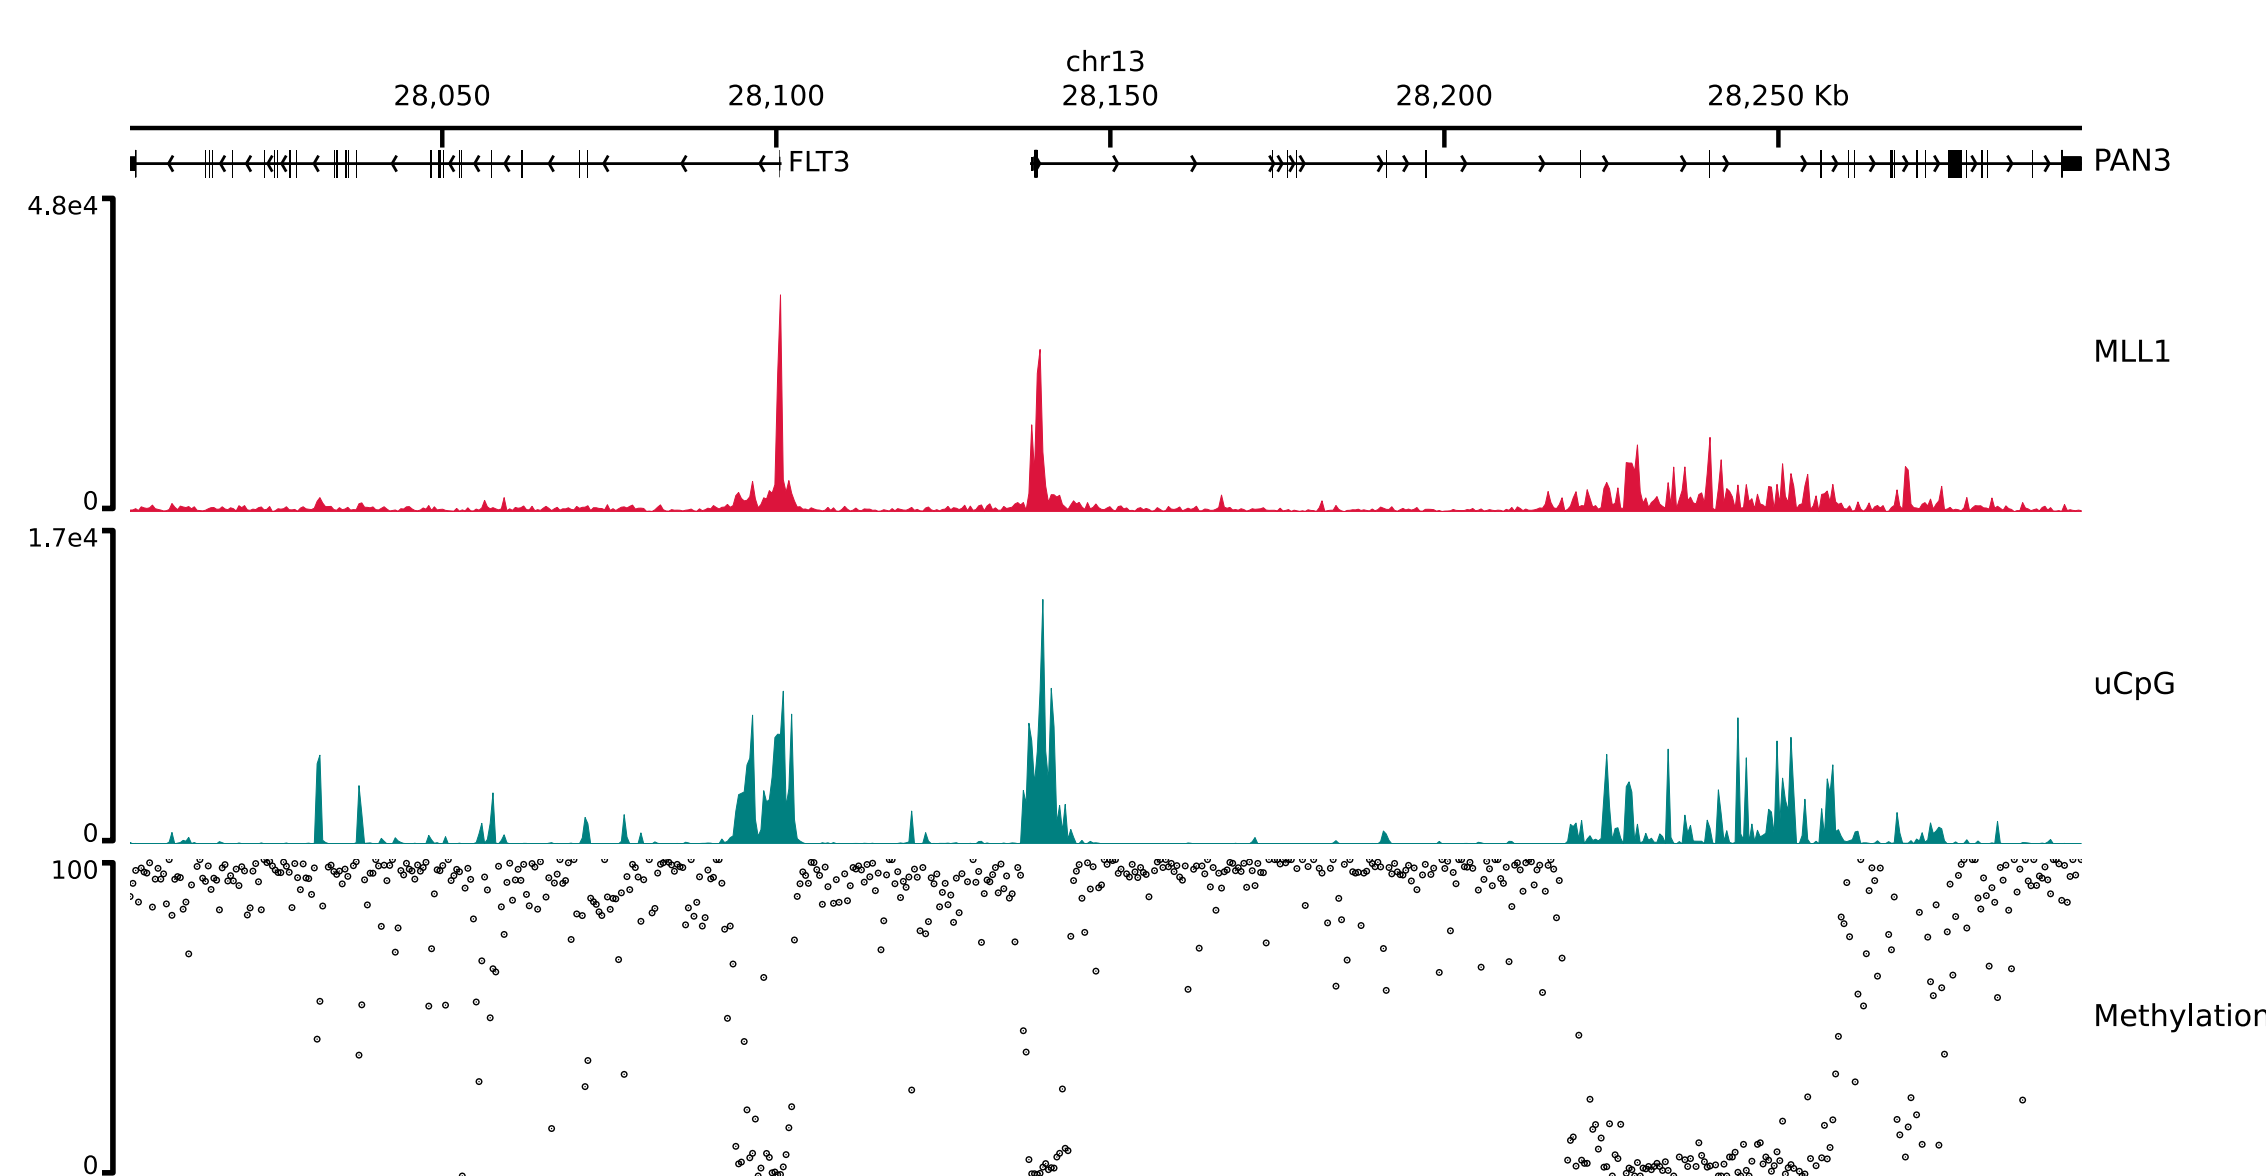 chr13
28,050 28,100 28,150 28,200 28,250 Kb
FLT3 PAN3
4.8e4
MLL1
0
1.7e4
uCpG
0
100
Methylation
0